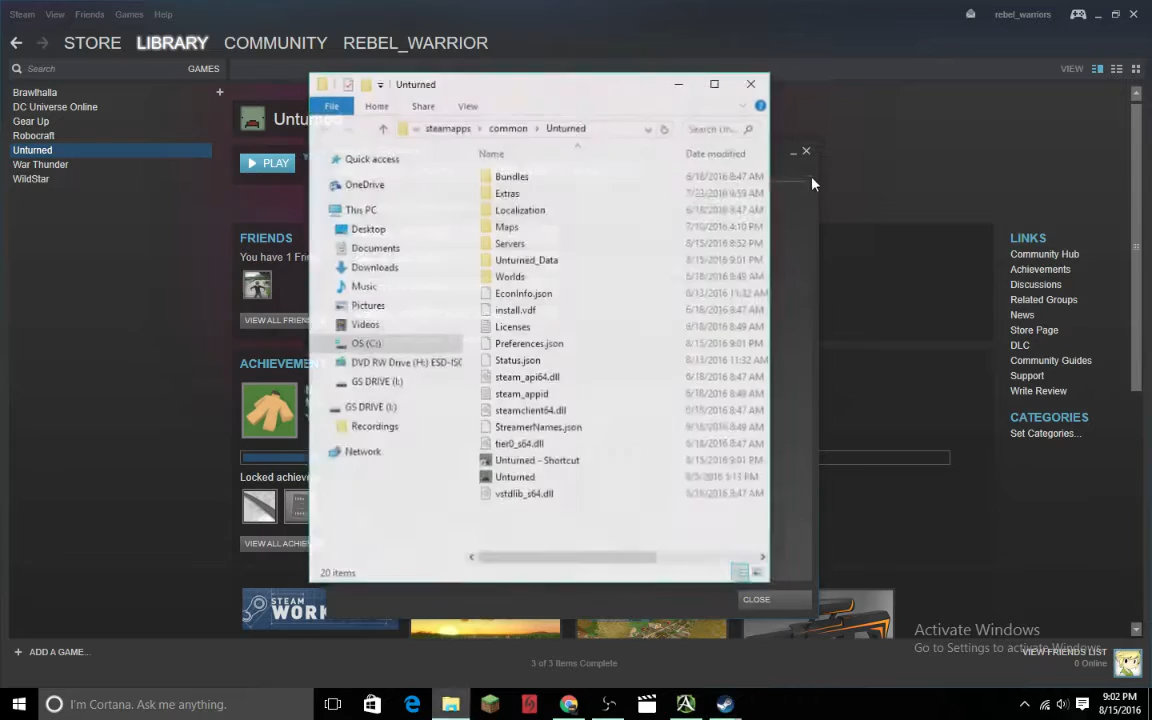 Steam View Friends Games Help
rebel_warriors
STORE LIBRARY COMMUNITY REBEL_WARRIOR
Search GAMES
VIEW
Brawlhalla
DC Universe Online
Gear Up
Robocraft
Unturned
War Thunder
WildStar
Unturned
PLAY
FRIENDS
You have 1 Fri
VIEW ALL FRIEN
ACHIEVEMEN
Locked achiev
VIEW ALL ACHIE
STEAM
WORK
Unturned
File Home Share View
steamapps common Unturned
Search Un...
Quick access
OneDrive
This PC
Desktop
Documents
Downloads
Music
Pictures
Videos
OS (C:)
DVD RW Drive (H:) ESD-ISO
GS DRIVE (I:)
GS DRIVE (I:)
Recordings
Network
Name Date modified
Bundles 6/18/2016 8:47 AM
Extras 7/23/2016 9:59 AM
Localization 6/18/2016 8:47 AM
Maps 7/10/2016 4:10 PM
Servers 8/15/2016 8:52 PM
Unturned_Data 8/15/2016 9:01 PM
Worlds 6/18/2016 8:49 AM
EconInfo.json 8/13/2016 11:32 AM
install.vdf 6/18/2016 8:47 AM
Licenses 6/18/2016 8:49 AM
Preferences.json 8/15/2016 9:01 PM
Status.json 8/13/2016 11:32 AM
steam_api64.dll 6/18/2016 8:47 AM
steam_appid 6/18/2016 8:49 AM
steamclient64.dll 6/18/2016 8:47 AM
StreamerNames.json 6/18/2016 8:49 AM
tier0_s64.dll 6/18/2016 8:47 AM
Unturned - Shortcut 8/15/2016 9:01 PM
Unturned 8/5/2016 5:13 PM
vstdlib_s64.dll 6/18/2016 8:47 AM
20 items
CLOSE
LINKS
Community Hub
Achievements
Discussions
Related Groups
News
Store Page
DLC
Community Guides
Support
Write Review
CATEGORIES
Set Categories...
Activate Windows
Go to Settings to activate Windows.
+ ADD A GAME...
3 of 3 Items Complete
VIEW FRIENDS LIST
0 Online
I'm Cortana. Ask me anything.
9:02 PM
8/15/2016